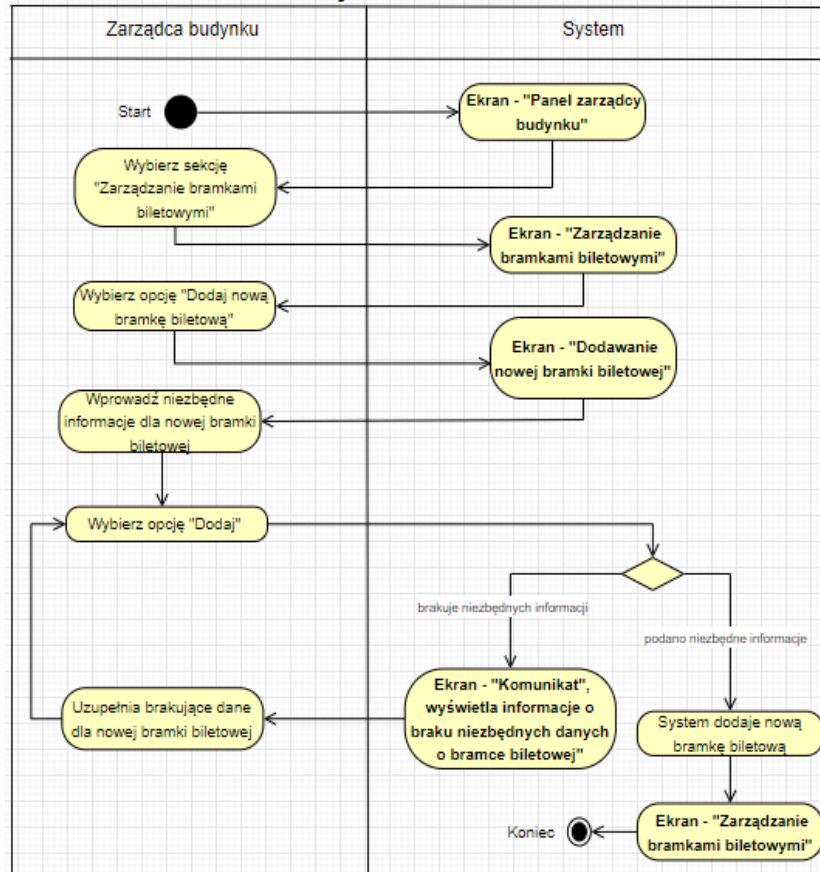 Zarządca budynku
System
Start
Ekran - "Panel zarządcy
budynku"
Wybierz sekcję
"Zarządzanie bramkami
biletowymi"
Ekran - "Zarządzanie
bramkami biletowymi"
Wybierz opcję "Dodaj nową
bramkę biletową"
Ekran - "Dodawanie
nowej bramki biletowej"
Wprowadź niezbędne
informacje dla nowej bramki
biletowej
Wybierz opcję "Dodaj"
brakuje niezbędnych informacji
podano niezbędne informacje
Uzupełnia brakujące dane
dla nowej bramki biletowej
Ekran - "Komunikat",
wyświetla informacje o
braku niezbędnych danych
o bramce biletowej"
System dodaje nową
bramkę biletową
Koniec
Ekran - "Zarządzanie
bramkami biletowymi"